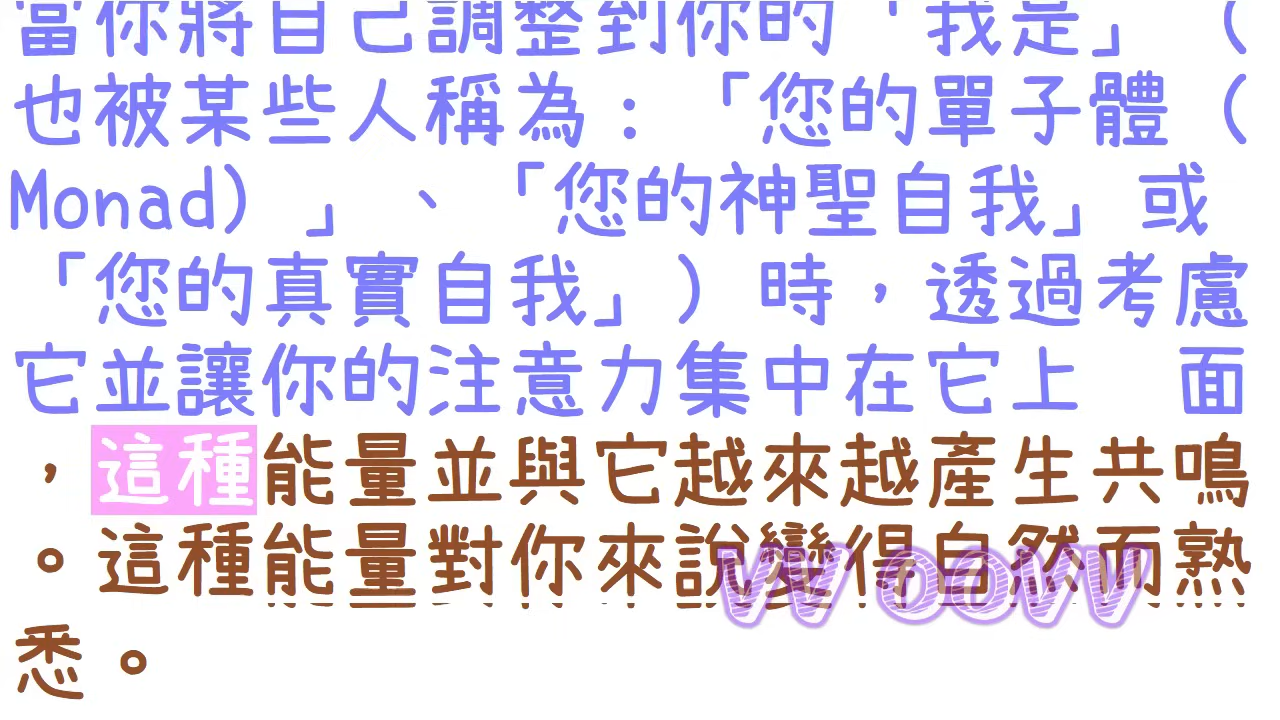 當你將自己調整到你的「我是」（
也被某些人稱為：「您的單子體（
Monad）」、「您的神聖自我」或
「您的真實自我」）時，透過考慮
它並讓你的注意力集中在它上 面
，這種能量並與它越來越產生共鳴
。這種能量對你來說變得自然而熟
悉。
VV OOVV